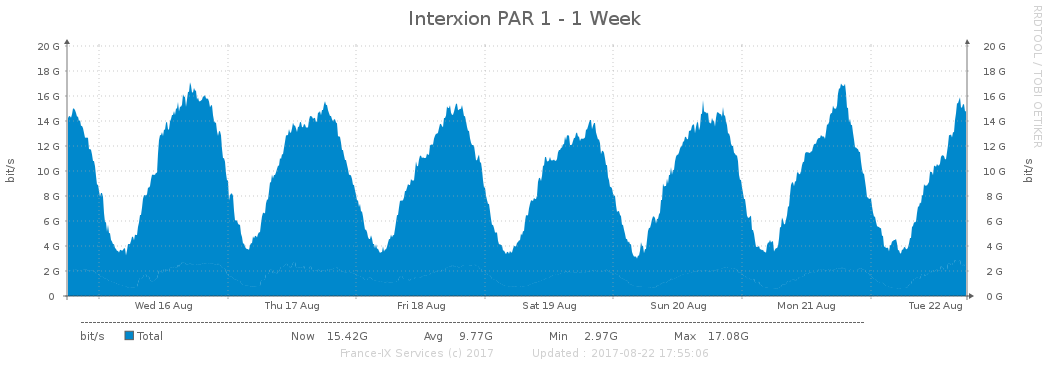 Interxion PAR 1 - 1 Week
RRDTOOL / TOBI OETIKER
20 G 20 G
18 G 18 G
16 G 16 G
14 G 14 G
12 G 12 G
10 G 10 G
8 G 8 G
6 G 6 G
4 G 4 G
2 G 2 G
0 0 G
bit/s
bit/s
Wed 16 Aug Thu 17 Aug Fri 18 Aug Sat 19 Aug Sun 20 Aug Mon 21 Aug Tue 22 Aug
bit/s Total Now 15.42G Avg 9.77G Min 2.97G Max 17.08G
France-IX Services (c) 2017 Updated : 2017-08-22 17:55:06